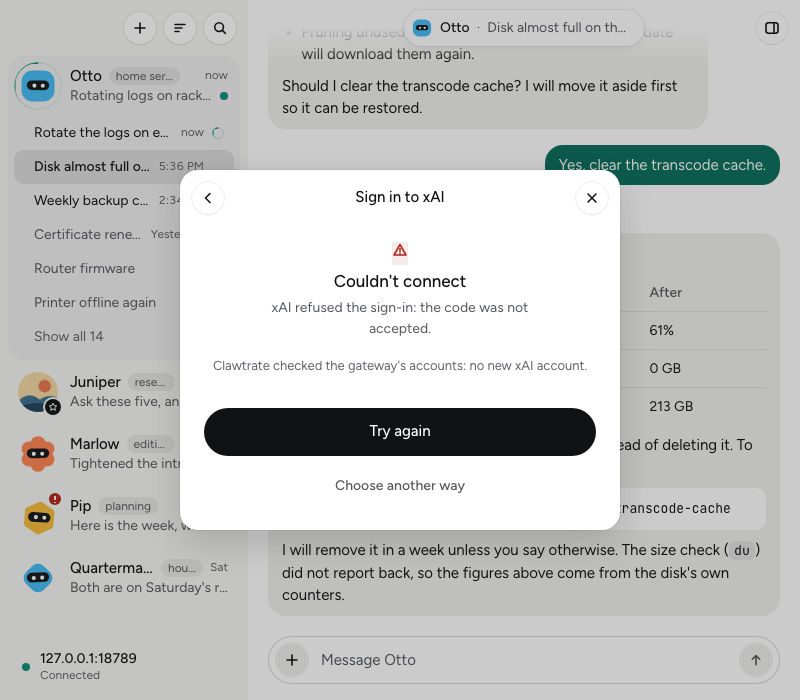 Otto home ser... now
Rotating logs on rack...
Rotate the logs on e... now
Disk almost full o... 5:36 PM
Weekly backup c...
Certificate rene...
Router firmware
Printer offline again
Show all 14
Juniper rese...
Ask these five, an
Marlow editi...
Tightened the intr
Pip planning
Here is the week, w
Quarterma... hou... Sat
Both are on Saturday's r...
127.0.0.1:18789
Connected
Otto · Disk almost full on th...
Pruning unused
will download them again.
Should I clear the transcode cache? I will move it aside first
so it can be restored.
Yes, clear the transcode cache.
After
61%
0 GB
213 GB
ead of deleting it. To
transcode-cache
I will remove it in a week unless you say otherwise. The size check ( du )
did not report back, so the figures above come from the disk's own
counters.
Message Otto
Sign in to xAI
Couldn't connect
xAI refused the sign-in: the code was not
accepted.
Clawtrate checked the gateway's accounts: no new xAI account.
Try again
Choose another way